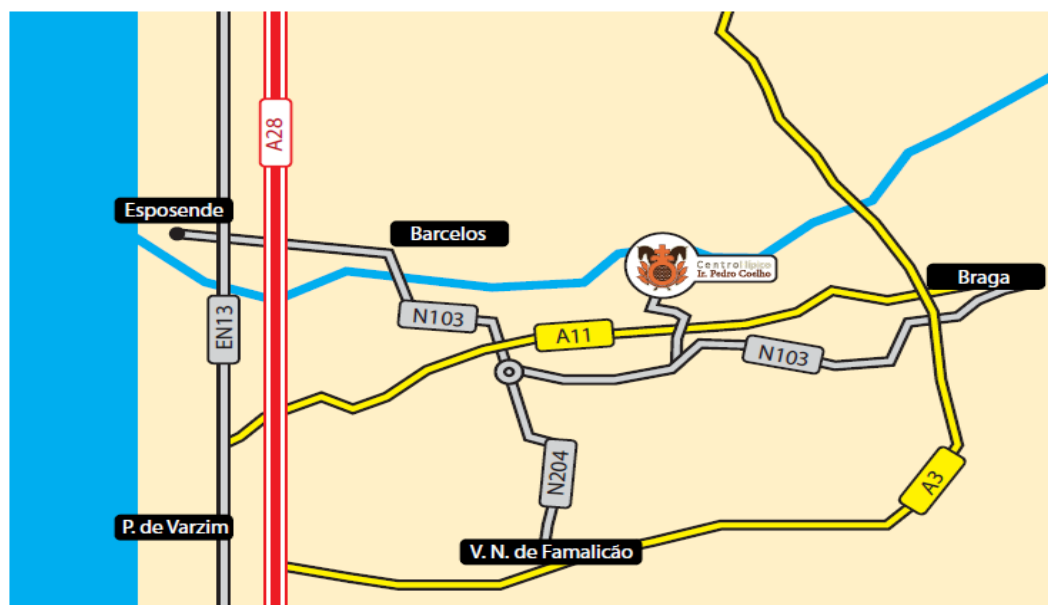 A28
Esposende
Barcelos
Centro Hípico
Ir. Pedro Coelho
Braga
EN13
N103
A11
N103
N204
A3
P. de Varzim
V. N. de Famalicão